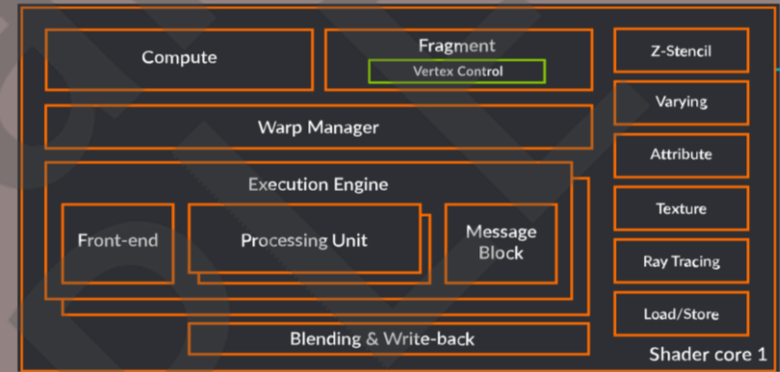 Compute
Fragment
Vertex Control
Warp Manager
Execution Engine
Front-end
Processing Unit
Message
Block
Blending & Write-back
Z-Stencil
Varying
Attribute
Texture
Ray Tracing
Load/Store
Shader core 1